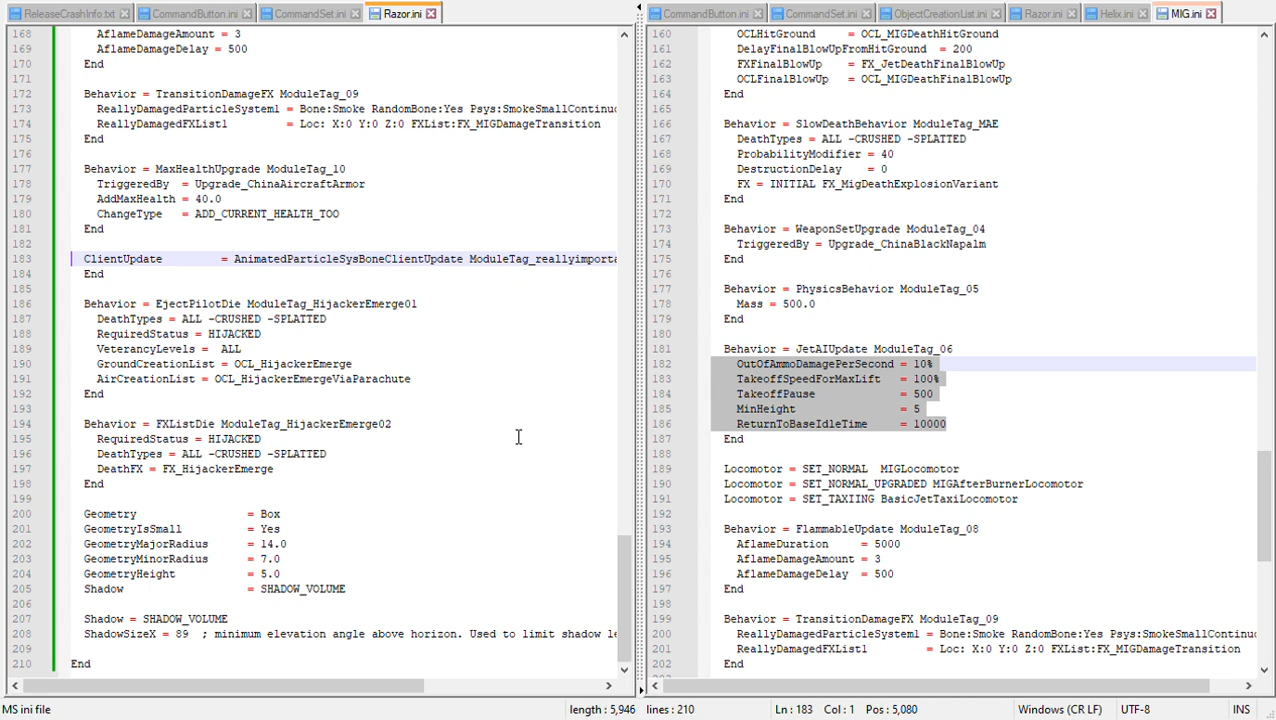 ReleaseCrashInfo.txt CommandButton.ini CommandSet.ini Razor.ini
168 AflameDamageAmount = 3
169 AflameDamageDelay = 500
170 End
171
172 Behavior = TransitionDamageFX ModuleTag_09
173 ReallyDamagedParticleSystem1 = Bone:Smoke RandomBone:Yes Psys:SmokeSmallContinuo
174 ReallyDamagedFXList1 = Loc: X:0 Y:0 Z:0 FXList:FX_MIGDamageTransition
175 End
176
177 Behavior = MaxHealthUpgrade ModuleTag_10
178 TriggeredBy = Upgrade_ChinaAircraftArmor
179 AddMaxHealth = 40.0
180 ChangeType = ADD_CURRENT_HEALTH_TOO
181 End
182
183 ClientUpdate = AnimatedParticleSysBoneClientUpdate ModuleTag_reallyimporta
184 End
185
186 Behavior = EjectPilotDie ModuleTag_HijackerEmerge01
187 DeathTypes = ALL -CRUSHED -SPLATTED
188 RequiredStatus = HIJACKED
189 VeterancyLevels = ALL
190 GroundCreationList = OCL_HijackerEmerge
191 AirCreationList = OCL_HijackerEmergeViaParachute
192 End
193
194 Behavior = FXListDie ModuleTag_HijackerEmerge02
195 RequiredStatus = HIJACKED
196 DeathTypes = ALL -CRUSHED -SPLATTED
197 DeathFX = FX_HijackerEmerge
198 End
199
200 Geometry = Box
201 GeometryIsSmall = Yes
202 GeometryMajorRadius = 14.0
203 GeometryMinorRadius = 7.0
204 GeometryHeight = 5.0
205 Shadow = SHADOW_VOLUME
206
207 Shadow = SHADOW_VOLUME
208 ShadowSizeX = 89 ; minimum elevation angle above horizon. Used to limit shadow le
209
210 End
CommandButton.ini CommandSet.ini ObjectCreationList.ini Razor.ini Helix.ini MIG.ini
160 OCLHitGround = OCL_MIGDeathHitGround
161 DelayFinalBlowUpFromHitGround = 200
162 FXFinalBlowUp = FX_JetDeathFinalBlowUp
163 OCLFinalBlowUp = OCL_MIGDeathFinalBlowUp
164 End
165
166 Behavior = SlowDeathBehavior ModuleTag_MAE
167 DeathTypes = ALL -CRUSHED -SPLATTED
168 ProbabilityModifier = 40
169 DestructionDelay = 0
170 FX = INITIAL FX_MigDeathExplosionVariant
171 End
172
173 Behavior = WeaponSetUpgrade ModuleTag_04
174 TriggeredBy = Upgrade_ChinaBlackNapalm
175 End
176
177 Behavior = PhysicsBehavior ModuleTag_05
178 Mass = 500.0
179 End
180
181 Behavior = JetAIUpdate ModuleTag_06
182 OutOfAmmoDamagePerSecond = 10%
183 TakeoffSpeedForMaxLift = 100%
184 TakeoffPause = 500
185 MinHeight = 5
186 ReturnToBaseIdleTime = 10000
187 End
188
189 Locomotor = SET_NORMAL MIGLocomotor
190 Locomotor = SET_NORMAL_UPGRADED MIGAfterBurnerLocomotor
191 Locomotor = SET_TAXIING BasicJetTaxiLocomotor
192
193 Behavior = FlammableUpdate ModuleTag_08
194 AflameDuration = 5000
195 AflameDamageAmount = 3
196 AflameDamageDelay = 500
197 End
198
199 Behavior = TransitionDamageFX ModuleTag_09
200 ReallyDamagedParticleSystem1 = Bone:Smoke RandomBone:Yes Psys:SmokeSmallContinuo
201 ReallyDamagedFXList1 = Loc: X:0 Y:0 Z:0 FXList:FX_MIGDamageTransition
202 End
MS ini file length : 5,946 lines : 210 Ln : 183 Col : 1 Pos : 5,080 Windows (CR LF) UTF-8 INS